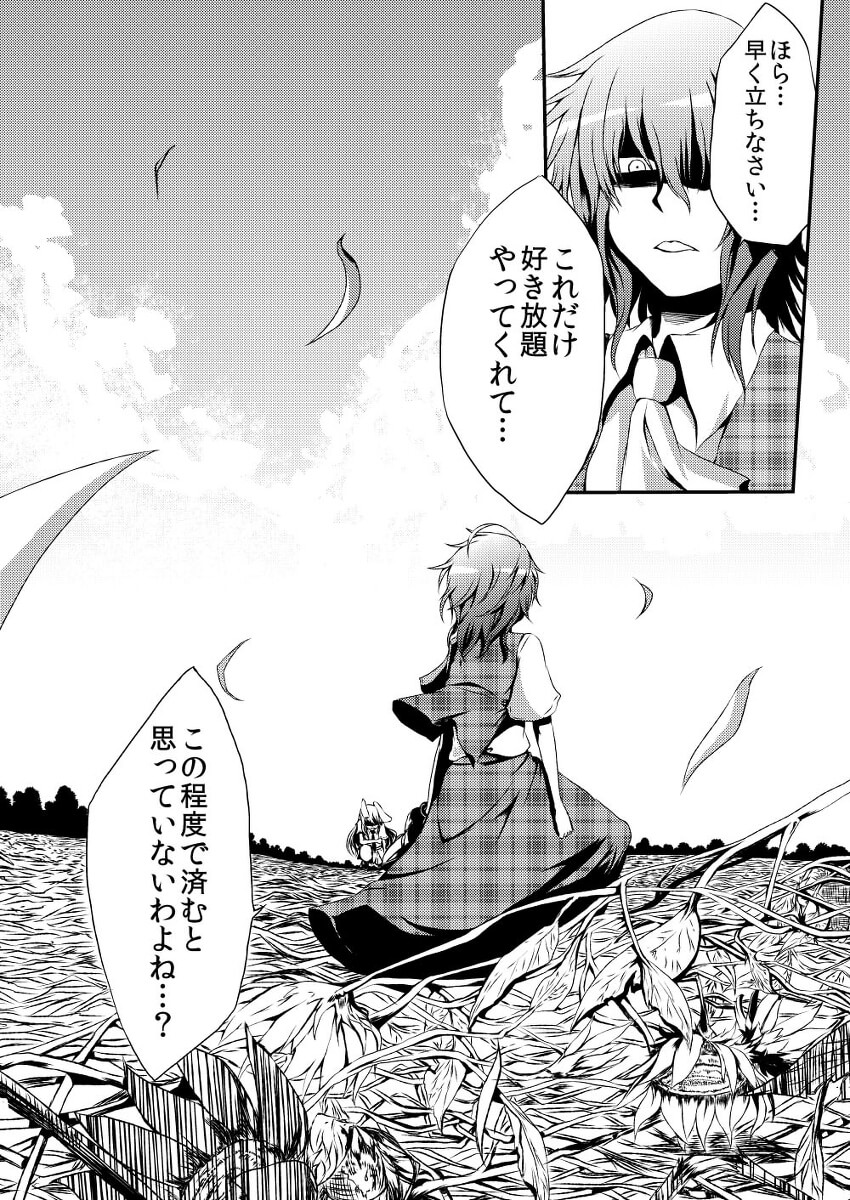 ほら…
早く立ちなさい…
これだけ
好き放題
やってくれて…
この程度で済むと
思っていないわよね…?